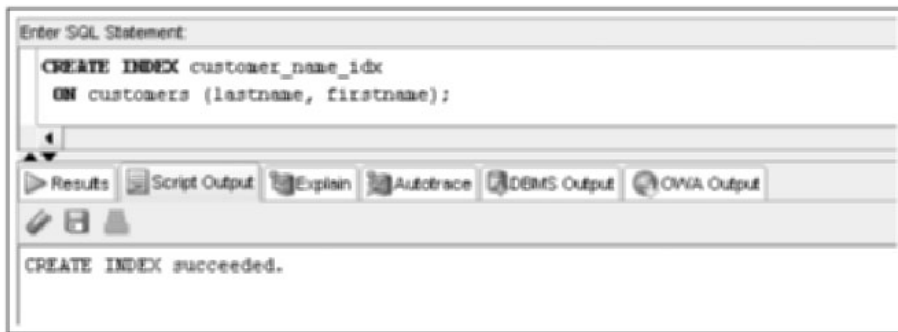 Enter SQL Statement:
CREATE INDEX customer_name_idx
ON customers (lastname, firstname);
Results Script Output Explain Autotrace DBMS Output OWA Output
CREATE INDEX succeeded.